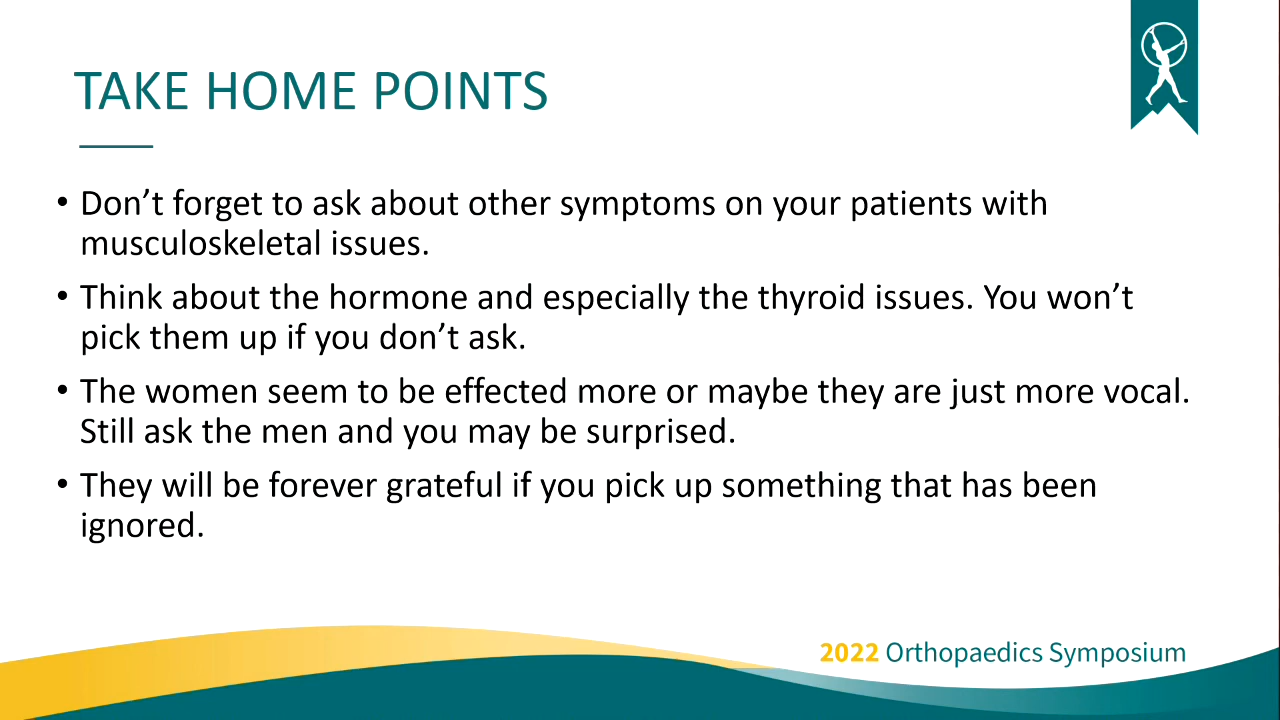 TAKE HOME POINTS
• Don’t forget to ask about other symptoms on your patients with
musculoskeletal issues.
• Think about the hormone and especially the thyroid issues. You won’t
pick them up if you don’t ask.
• The women seem to be effected more or maybe they are just more vocal.
Still ask the men and you may be surprised.
• They will be forever grateful if you pick up something that has been
ignored.
2022 Orthopaedics Symposium